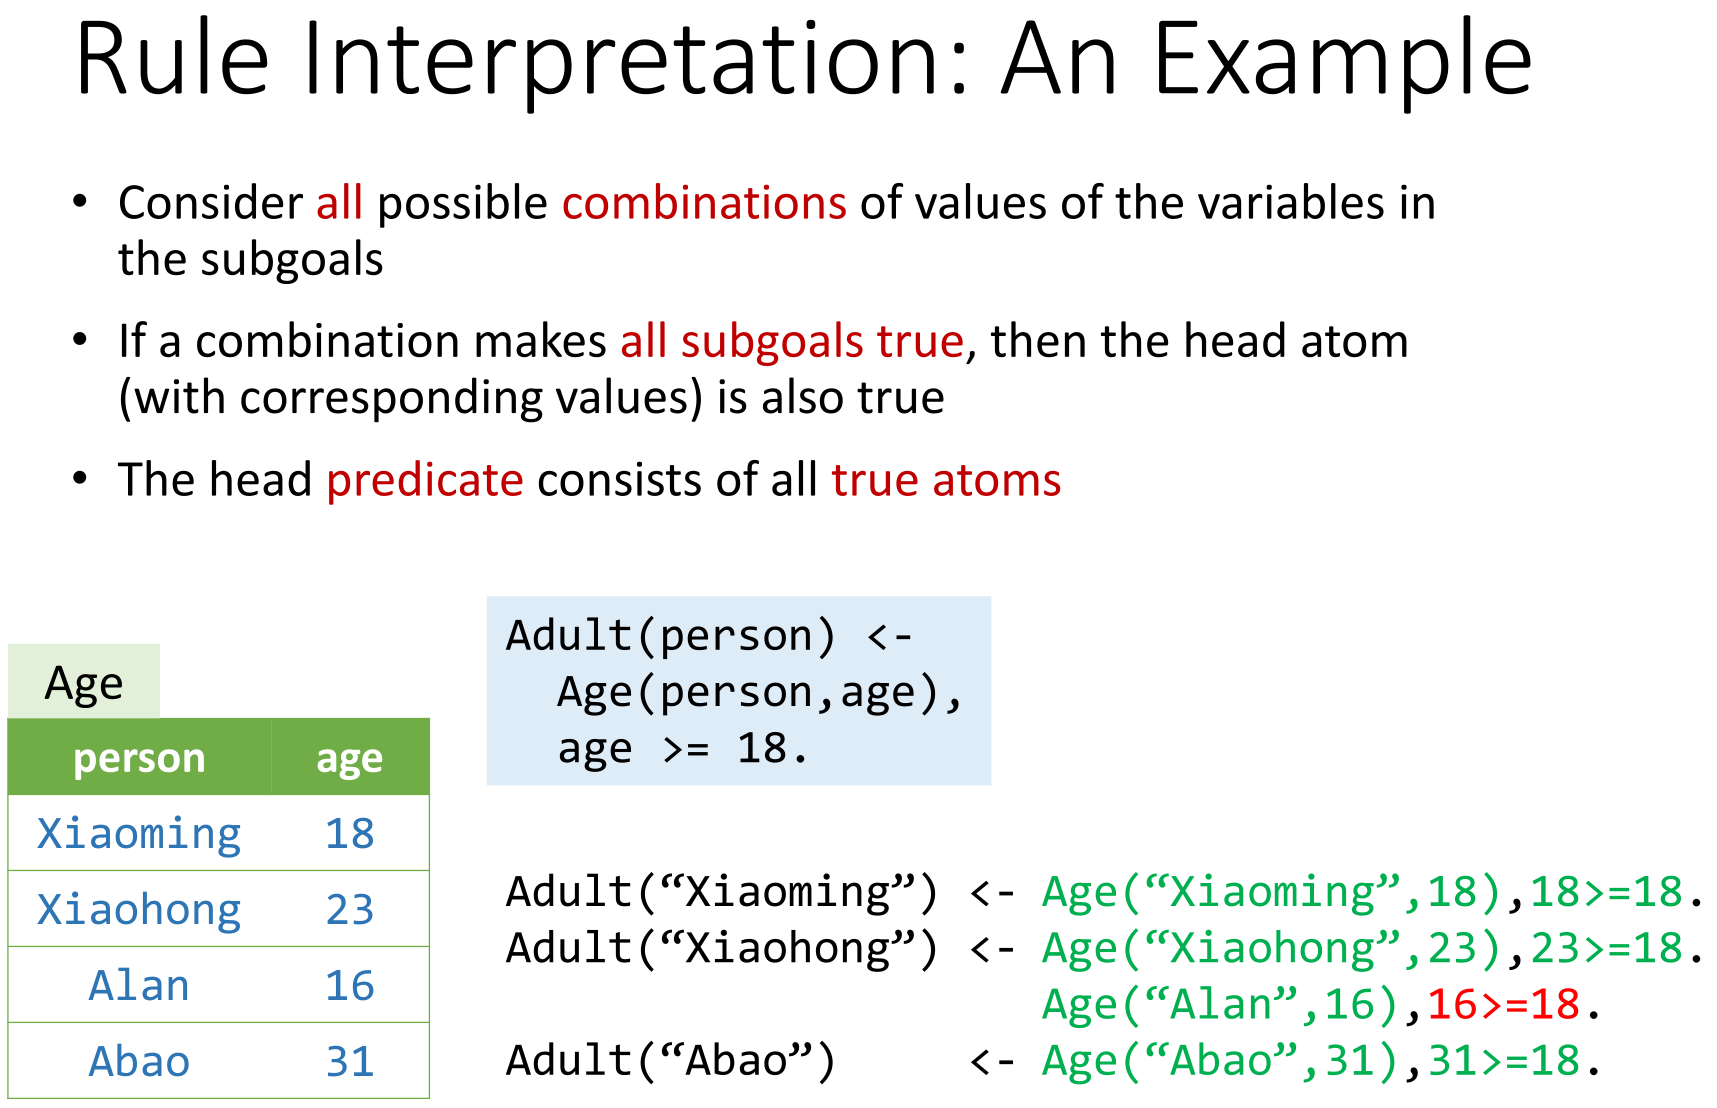 Rule Interpretation: An Example
• Consider all possible combinations of values of the variables in
the subgoals
• If a combination makes all subgoals true, then the head atom
(with corresponding values) is also true
• The head predicate consists of all true atoms
Age
person age
Xiaoming 18
Xiaohong 23
Alan 16
Abao 31
Adult(person) <-
Age(person,age),
age >= 18.
Adult(“Xiaoming”) <- Age(“Xiaoming”,18),18>=18.
Adult(“Xiaohong”) <- Age(“Xiaohong”,23),23>=18.
Age(“Alan”,16),16>=18.
Adult(“Abao”) <- Age(“Abao”,31),31>=18.